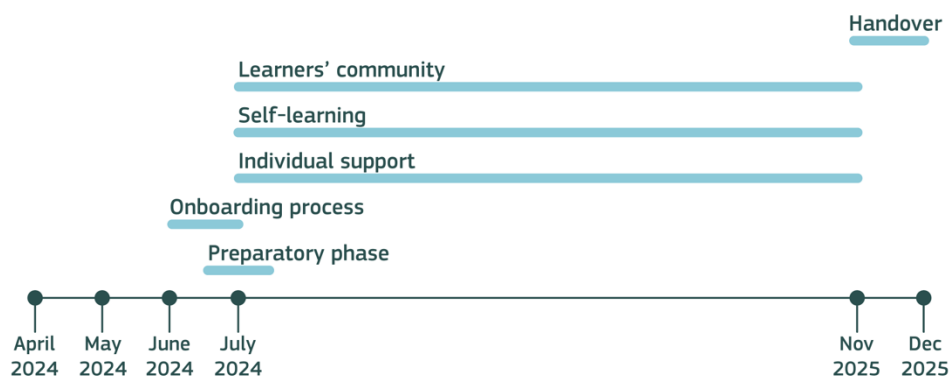 Handover
Learners’ community
Self-learning
Individual support
Onboarding process
Preparatory phase
April 2024
May 2024
June 2024
July 2024
Nov 2025
Dec 2025